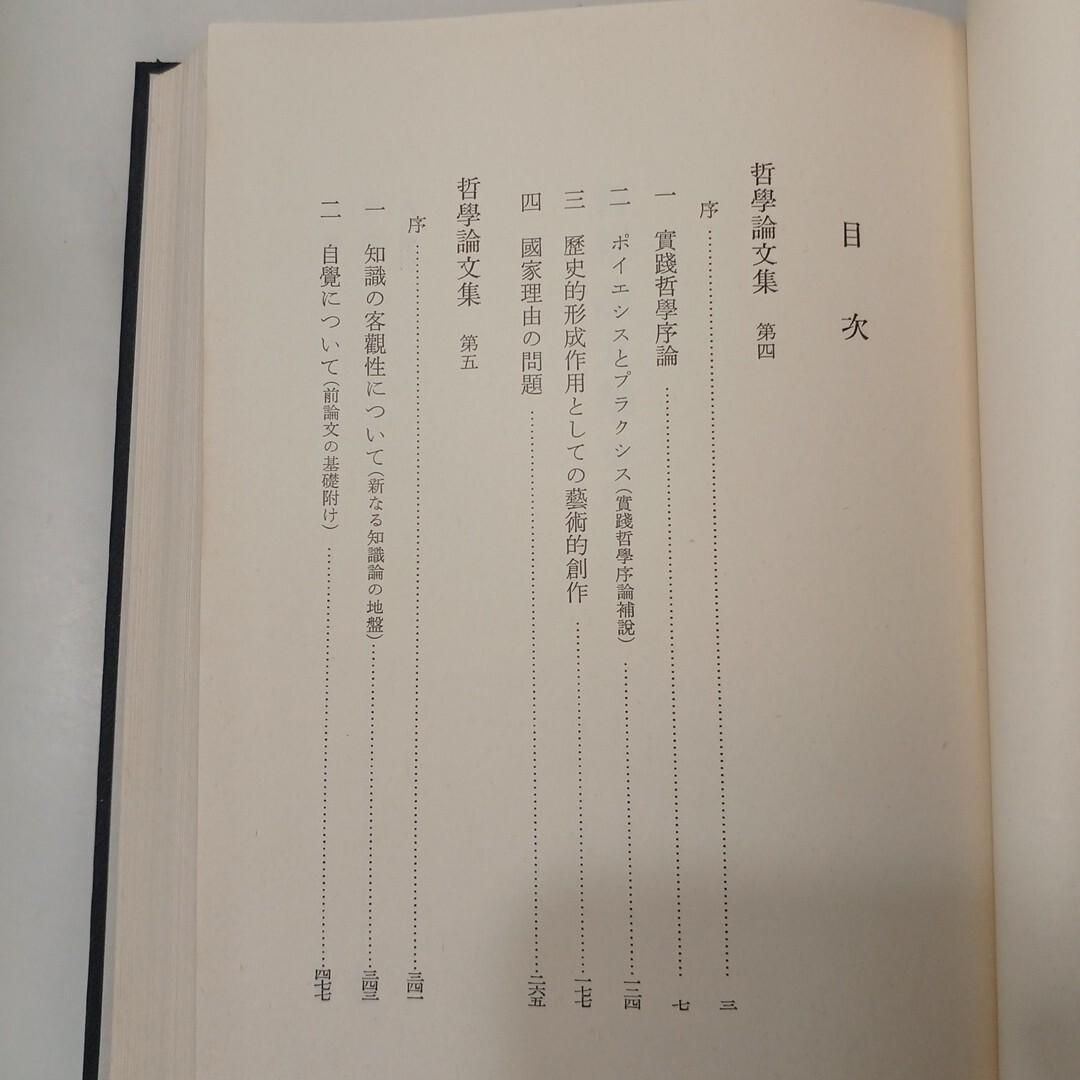 目次
哲學論文集 第四
序……三
一 實踐哲學序論……七
二 ポイエシスとプラクシス（實踐哲學序論補說）……一二四
三 歷史的形成作用としての藝術的創作……一七七
四 國家理由の問題……二六五
哲學論文集 第五
序……三四一
一 知識の客觀性について（新なる知識論の地盤）……三四三
二 自覺について（前論文の基礎附け）……四七七